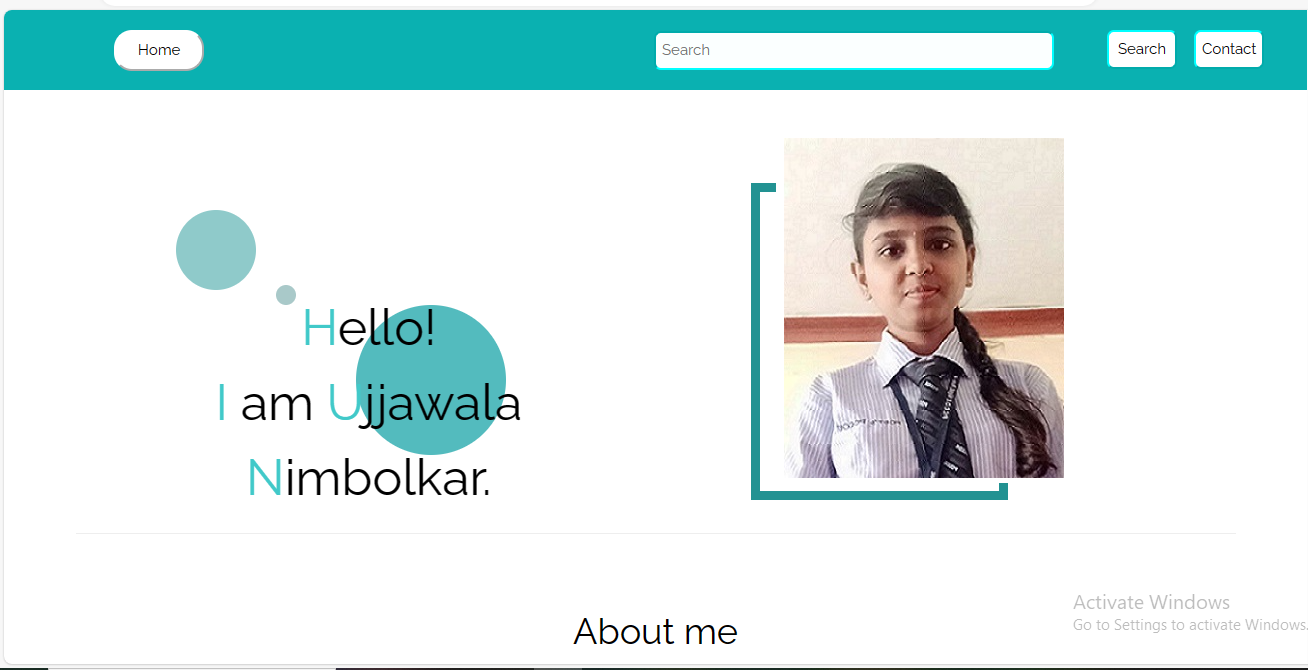 Home
Search
Search
Contact
Hello!
I am Ujjawala
Nimbolkar.
About me
Activate Windows
Go to Settings to activate Windows.